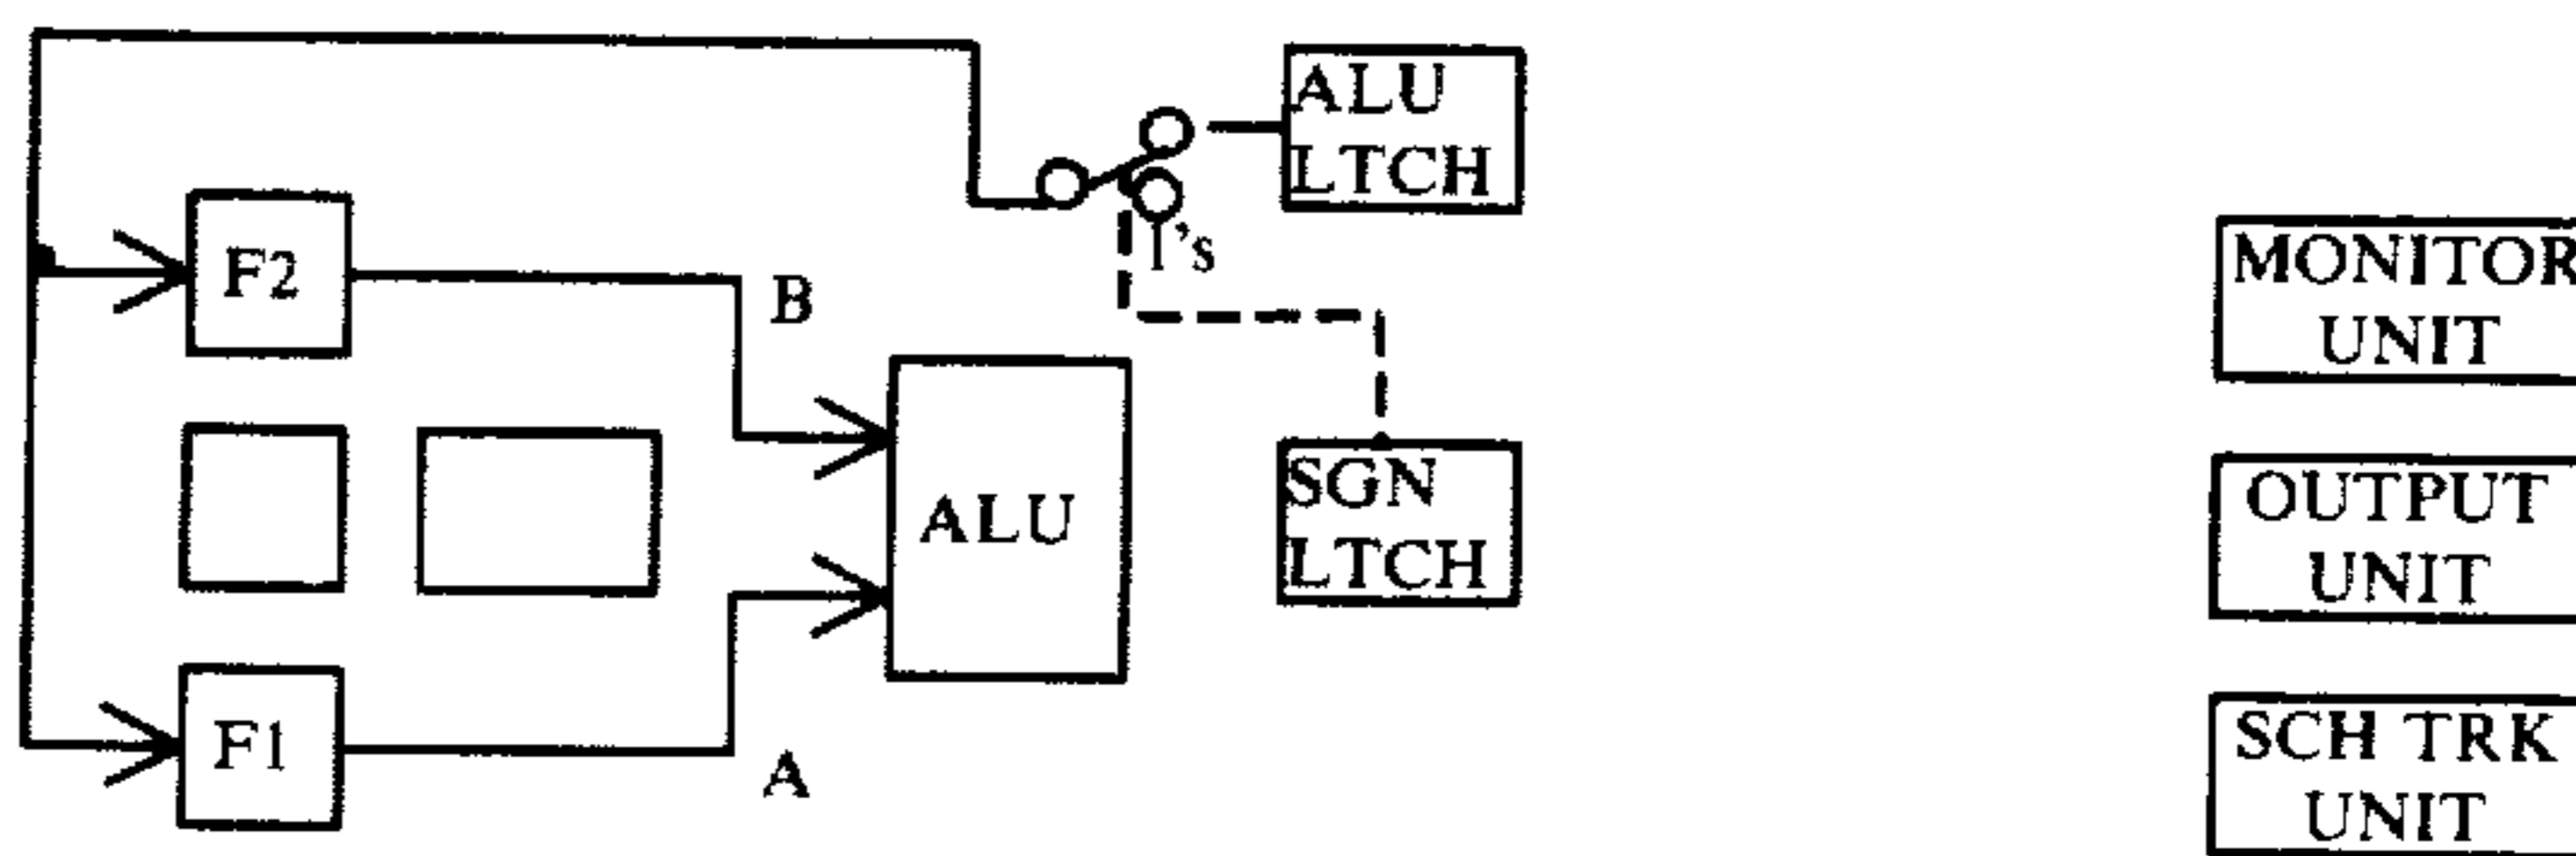 ALU
LTCH
F2
B
1's
MONITOR
UNIT
SGN
LTCH
ALU
OUTPUT
UNIT
F1
A
SCH TRK
UNIT